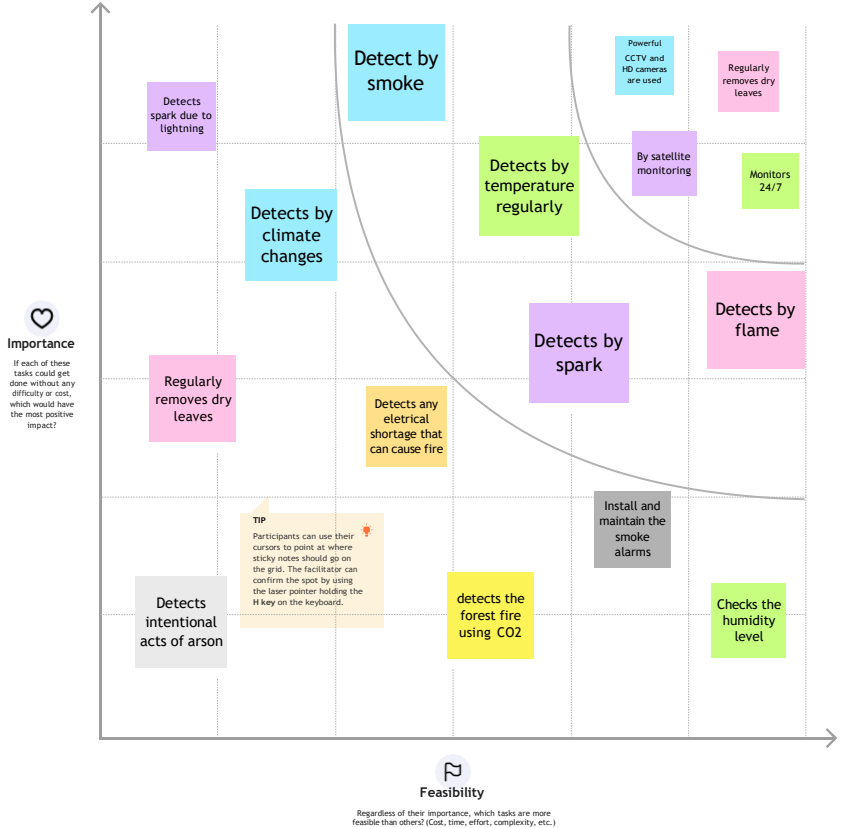 Detect by
smoke
Powerful
CCTV and
HD cameras
are used
Regularly
removes dry
leaves
Detects
spark due to
lightning
Detects by
temperature
regularly
By satellite
monitoring
Monitors
24/7
Detects by
climate
changes
Detects by
flame
Detects by
spark
Importance
If each of these
tasks could get
done without any
difficulty or cost,
which would have
the most positive
impact?
Regularly
removes dry
leaves
Detects any
eletrical
shortage that
can cause fire
Install and
maintain the
smoke
alarms
TIP
Participants can use their
cursors to point at where
sticky notes should go on
the grid. The facilitator can
confirm the spot by using
the laser pointer holding the
H key on the keyboard.
Detects
intentional
acts of arson
detects the
forest fire
using CO2
Checks the
humidity
level
Feasibility
Regardless of their importance, which tasks are more
feasible than others? (Cost, time, effort, complexity, etc.)